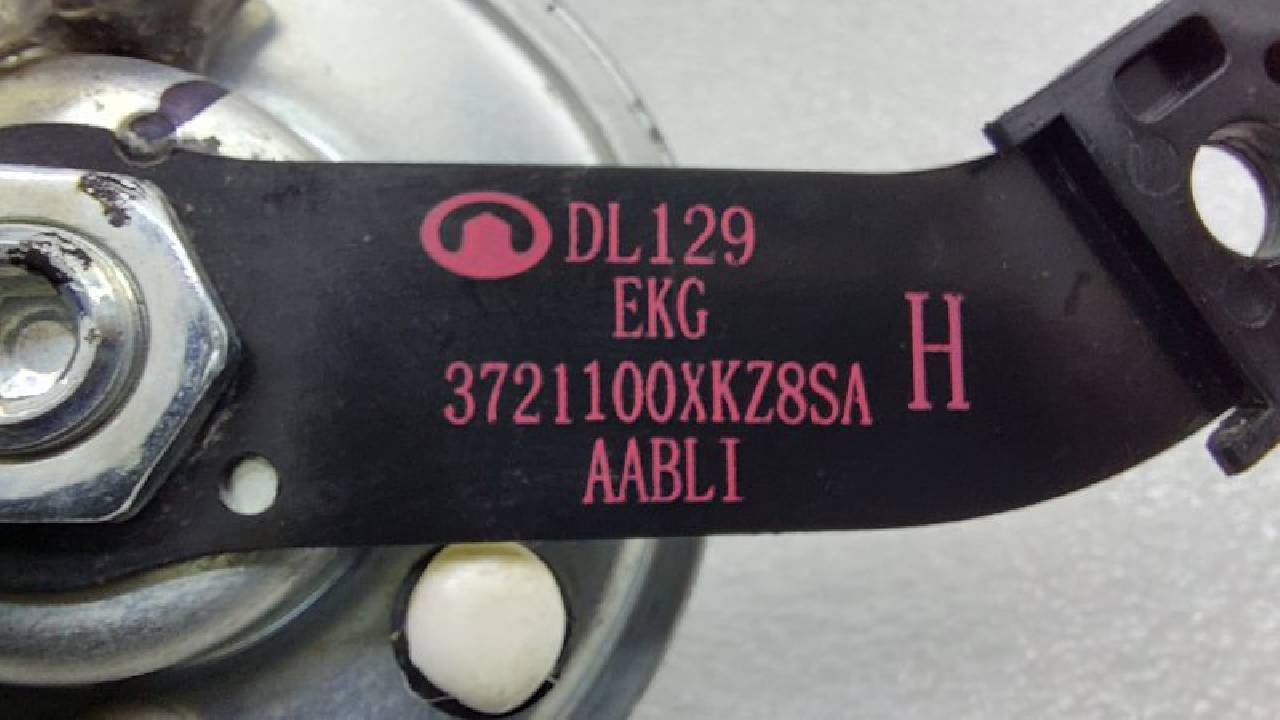 DL129
EKG
3721100XKZ8SA
H
AABLI